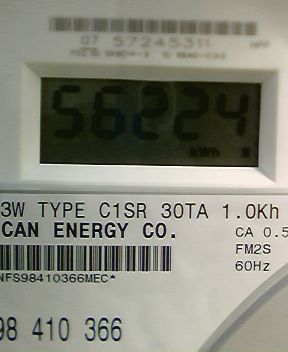 07 57245311
56224
kWh
3W TYPE C1SR 30TA 1.0Kh
CAN ENERGY CO. CA 0.5
FM2S
60Hz
NFS98410366MEC*
98 410 366